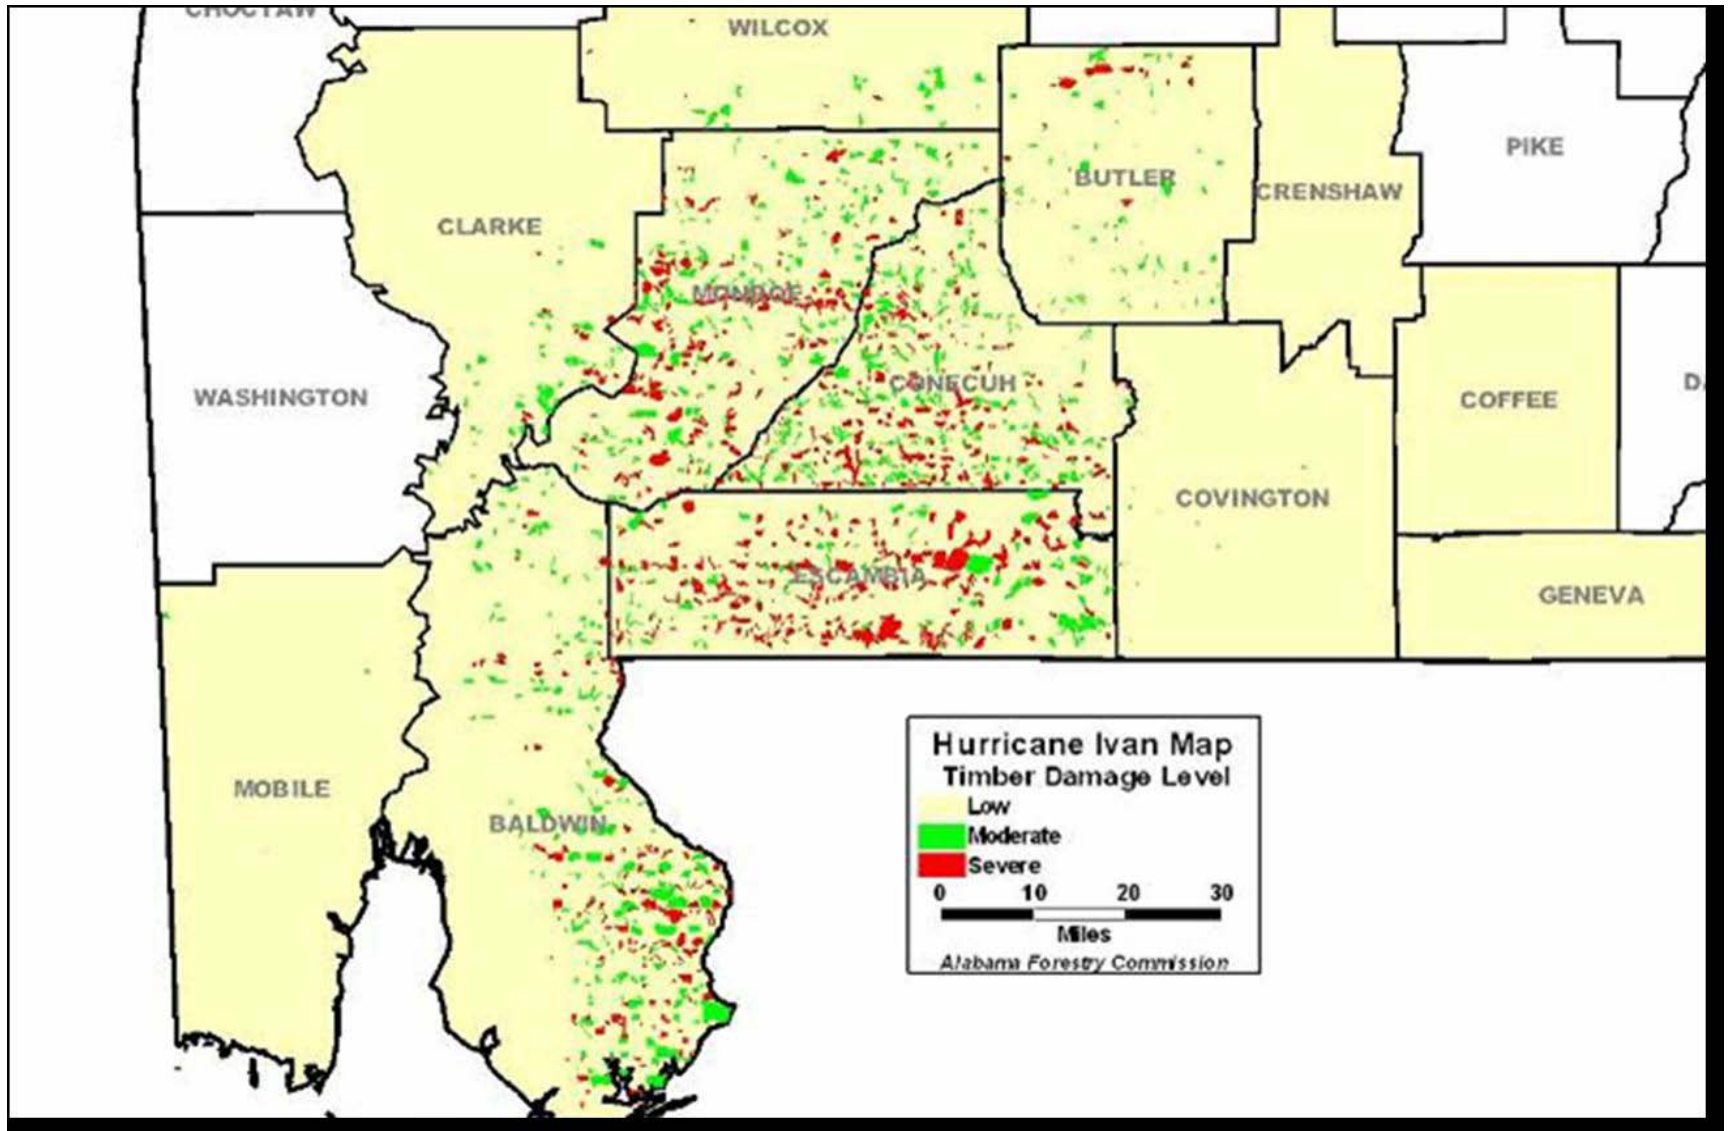 CHOCTAW
WILCOX
PIKE
BUTLER
CRENSHAW
CLARKE
MONROE
CONECUH
WASHINGTON
COFFEE
D
COVINGTON
ESCAMBIA
GENEVA
MOBILE
BALDWIN
Hurricane Ivan Map
Timber Damage Level
Low
Moderate
Severe
0 10 20 30
Miles
Alabama Forestry Commission